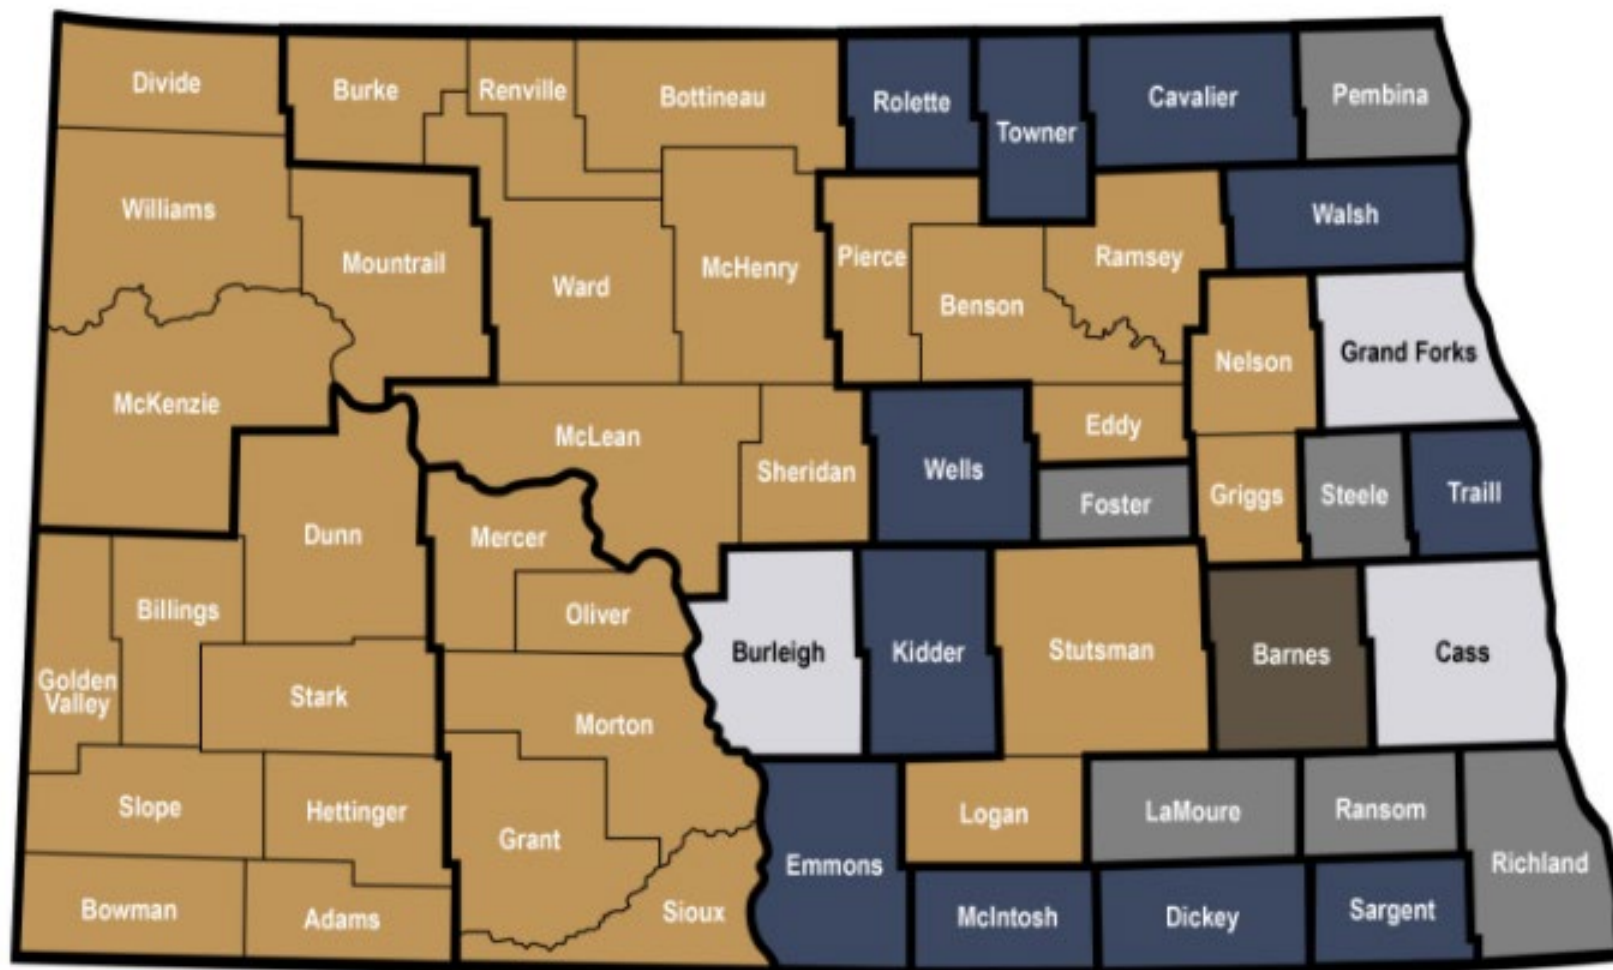 Divide
Burke
Renville
Bottineau
Rolette
Towner
Cavalier
Pembina
Williams
Mountrail
Ward
McHenry
Pierce
Benson
Ramsey
Walsh
Nelson
Grand Forks
McKenzie
McLean
Sheridan
Wells
Eddy
Foster
Griggs
Steele
Traill
Dunn
Mercer
Oliver
Billings
Golden
Valley
Stark
Morton
Burleigh
Kidder
Stutsman
Barnes
Cass
Slope
Hettinger
Grant
Emmons
Logan
LaMoure
Ransom
Richland
Bowman
Adams
Sioux
McIntosh
Dickey
Sargent